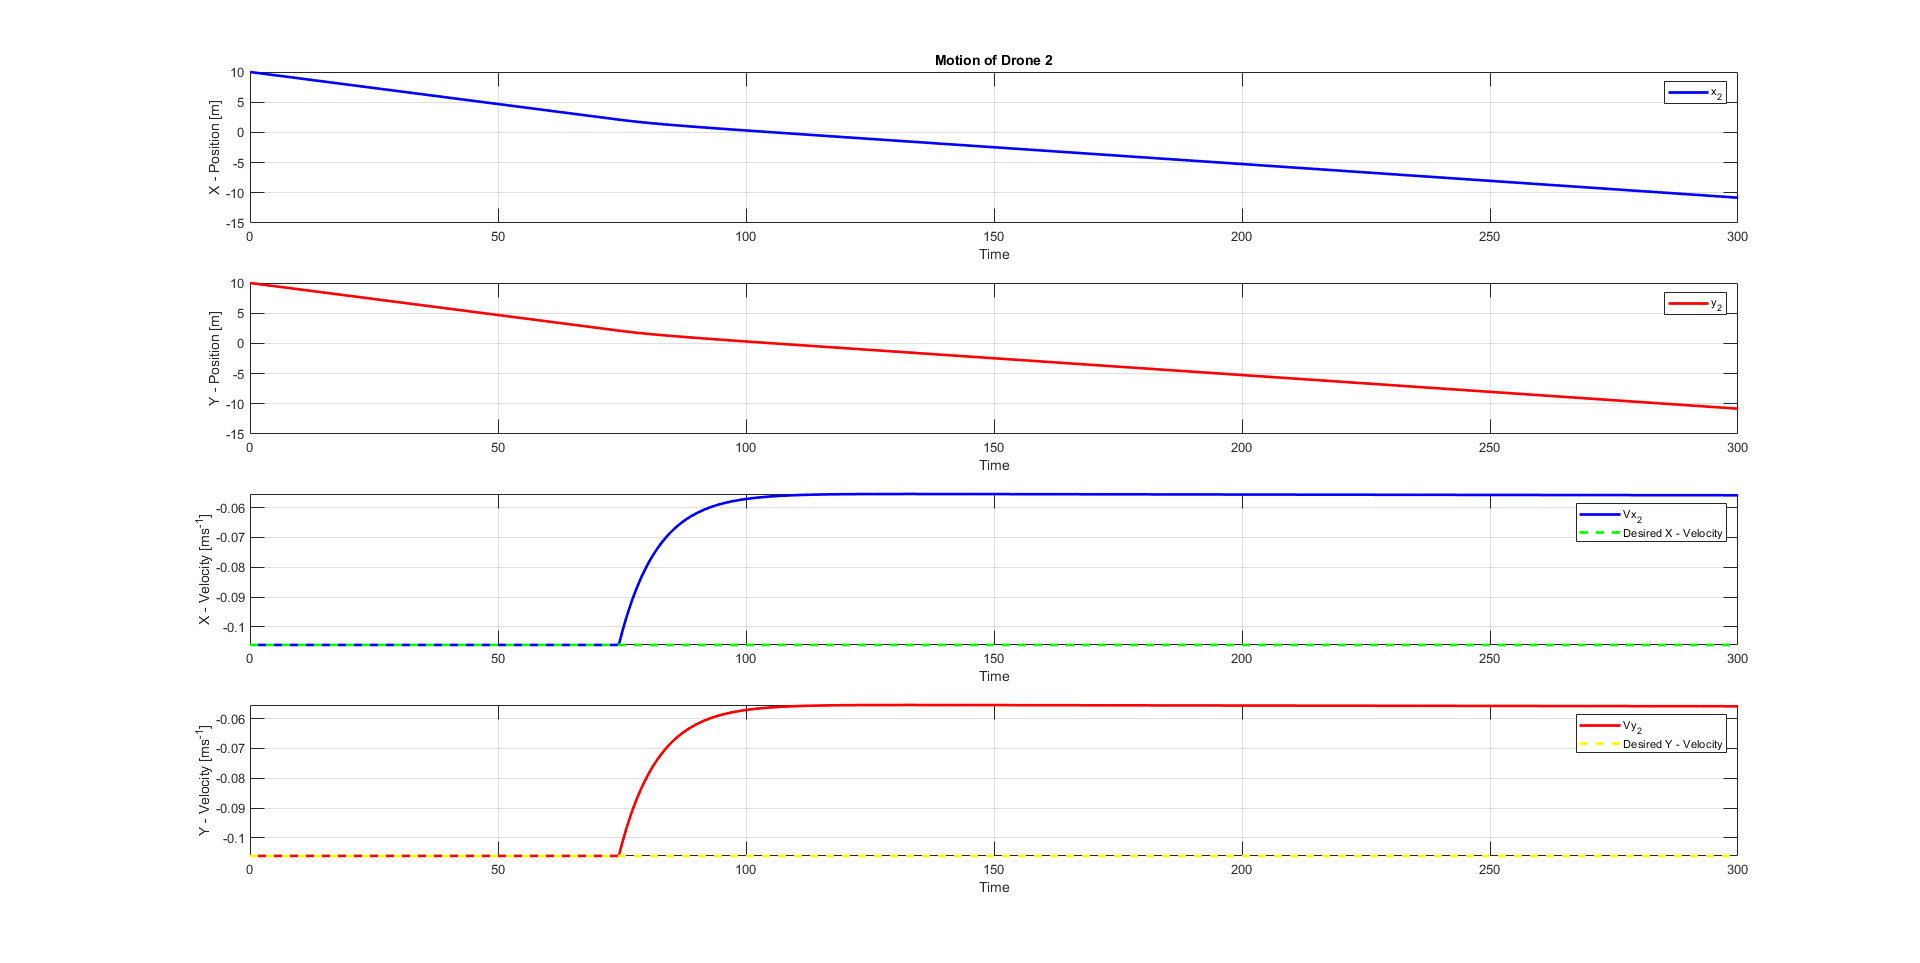 Motion of Drone 2
10
5
0
-5
-10
-15
X - Position [m]
x2
0 50 100 150 200 250 300
Time
10
5
0
-5
-10
-15
Y - Position [m]
y2
0 50 100 150 200 250 300
Time
-0.06
-0.07
-0.08
-0.09
-0.1
X - Velocity [ms-1]
Vx2
Desired X - Velocity
0 50 100 150 200 250 300
Time
-0.06
-0.07
-0.08
-0.09
-0.1
Y - Velocity [ms-1]
Vy2
Desired Y - Velocity
0 50 100 150 200 250 300
Time